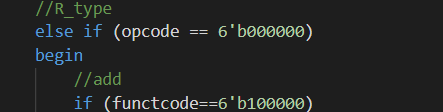 //R_type
else if (opcode == 6'b000000)
begin
//add
if (functcode==6'b100000)